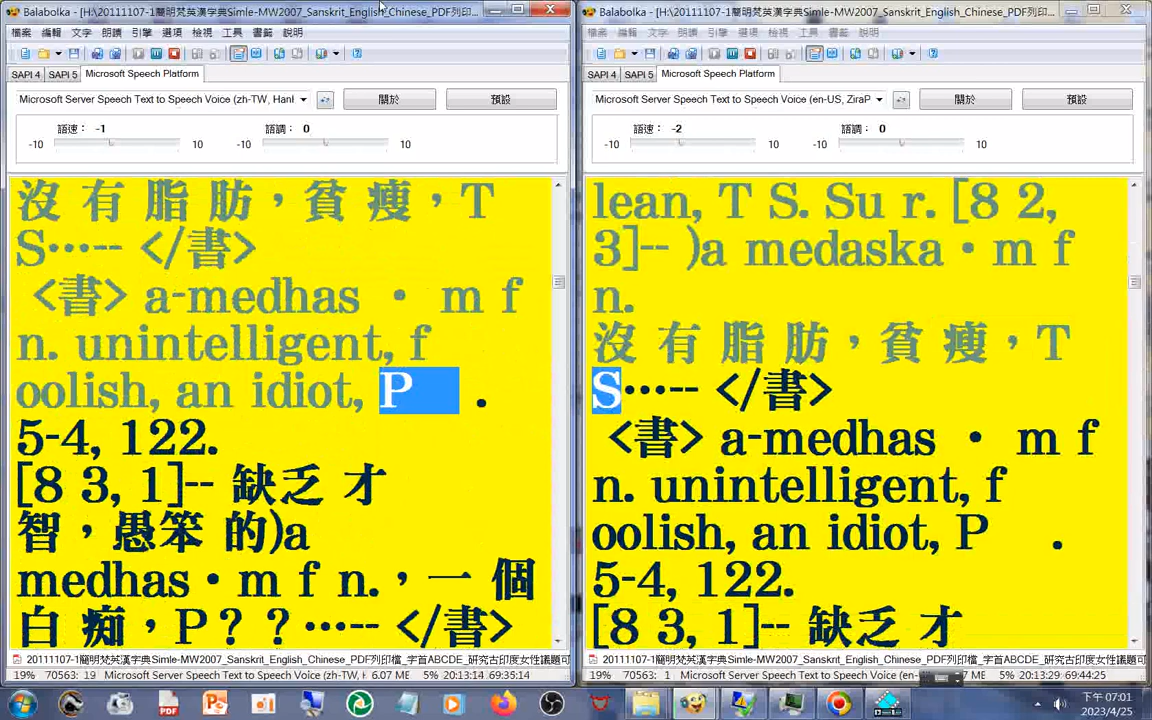 Balabolka - [H:\20111107-1簡明梵英漢字典Simle-MW2007_Sanskrit_English_Chinese_PDF列印...
檔案 編輯 文字 朗讀 引擎 選項 檢視 工具 書籤 說明
SAPI 4 SAPI 5 Microsoft Speech Platform
Microsoft Server Speech Text to Speech Voice (zh-TW, Hanl
關於
預設
語速： -1
語調： 0
-10 10 -10 10
沒 有 脂 肪，貧 瘦，T
S…-- </書>
<書> a-medhas • m f
n. unintelligent, f
oolish, an idiot, P .
5-4, 122.
[8 3, 1]-- 缺乏 才
智，愚笨 的)a
medhas • m f n.，一 個
白 痴，P？？…-- </書>
20111107-1簡明梵英漢字典Simle-MW2007_Sanskrit_English_Chinese_PDF列印檔_字首ABCDE_研究古印度女性議題可
19% 70563: 19 Microsoft Server Speech Text to Speech Voice (zh-TW, H 6.07 ME 5% 20:13:14 :69:35:14
Balabolka - [H:\20111107-1簡明梵英漢字典Simle-MW2007_Sanskrit_English_Chinese_PDF列印...
檔案 編輯 文字 朗讀 引擎 選項 檢視 工具 書籤 說明
SAPI 4 SAPI 5 Microsoft Speech Platform
Microsoft Server Speech Text to Speech Voice (en-US, ZiraP
關於
預設
語速： -2
語調： 0
-10 10 -10 10
lean, T S. Su r. [8 2,
3]-- )a medaska • m f
n.
沒 有 脂 肪，貧 瘦，T
S…-- </書>
<書> a-medhas • m f
n. unintelligent, f
oolish, an idiot, P .
5-4, 122.
[8 3, 1]-- 缺乏 才
20111107-1簡明梵英漢字典Simle-MW2007_Sanskrit_English_Chinese_PDF列印檔_字首ABCDE_研究古印度女性議題可
19% 70563: 1 Microsoft Server Speech Text to Speech Voice (en-US, 2 6.07 MB 5% 20:13:29 :69:44:25
下午 07:01
2023/4/25